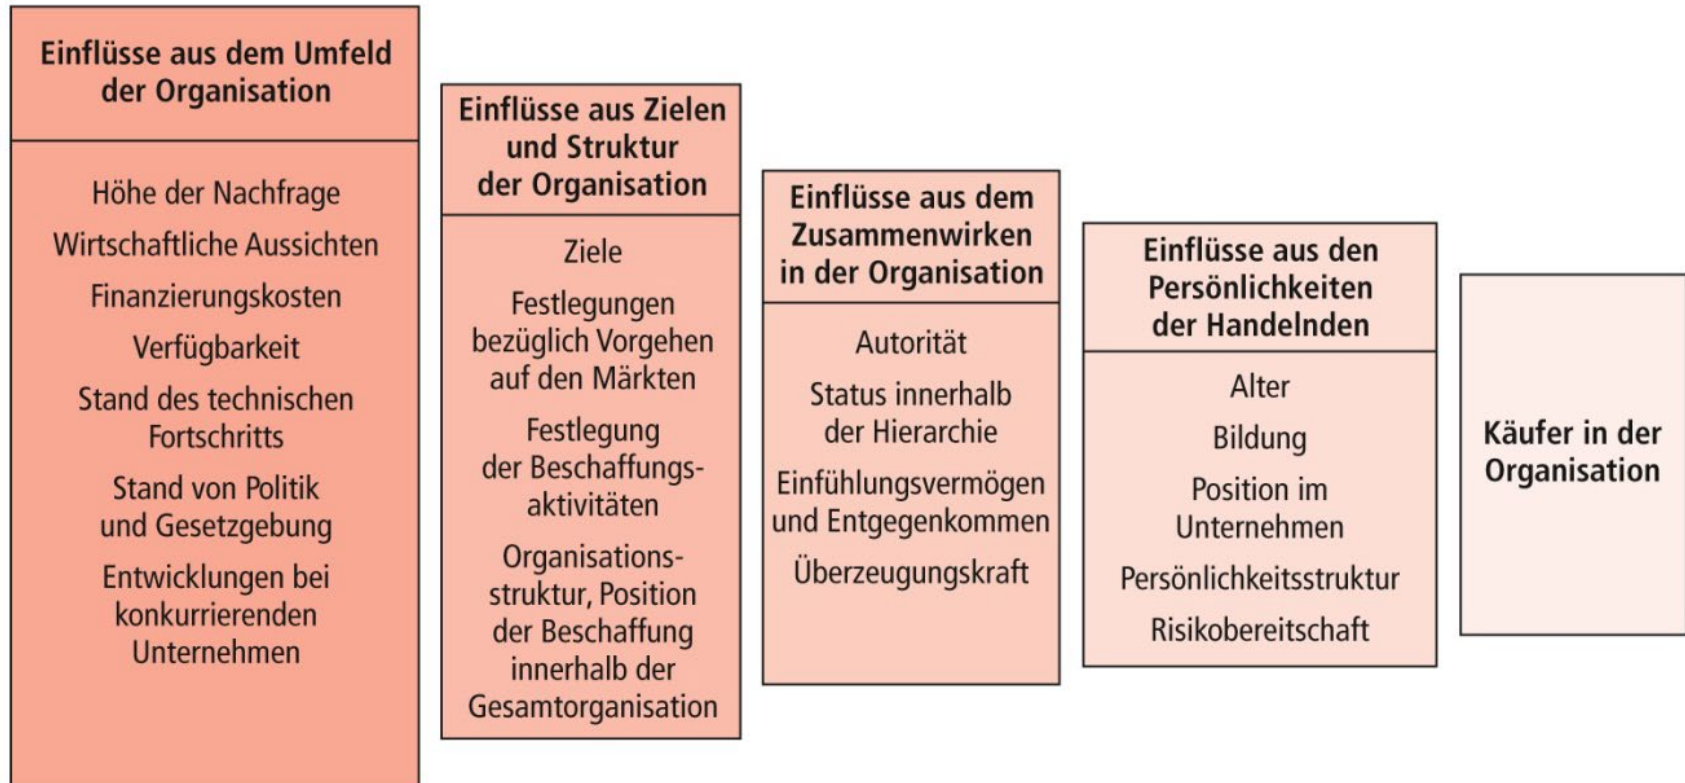 Einflüsse aus dem Umfeld
der Organisation
Höhe der Nachfrage
Wirtschaftliche Aussichten
Finanzierungskosten
Verfügbarkeit
Stand des technischen
Fortschritts
Stand von Politik
und Gesetzgebung
Entwicklungen bei
konkurrierenden
Unternehmen
Einflüsse aus Zielen
und Struktur
der Organisation
Ziele
Festlegungen
bezüglich Vorgehen
auf den Märkten
Festlegung
der Beschaffungs-
aktivitäten
Organisations-
struktur, Position
der Beschaffung
innerhalb der
Gesamtorganisation
Einflüsse aus dem
Zusammenwirken
in der Organisation
Autorität
Status innerhalb
der Hierarchie
Einfühlungsvermögen
und Entgegenkommen
Überzeugungskraft
Einflüsse aus den
Persönlichkeiten
der Handelnden
Alter
Bildung
Position im
Unternehmen
Persönlichkeitsstruktur
Risikobereitschaft
Käufer in der
Organisation